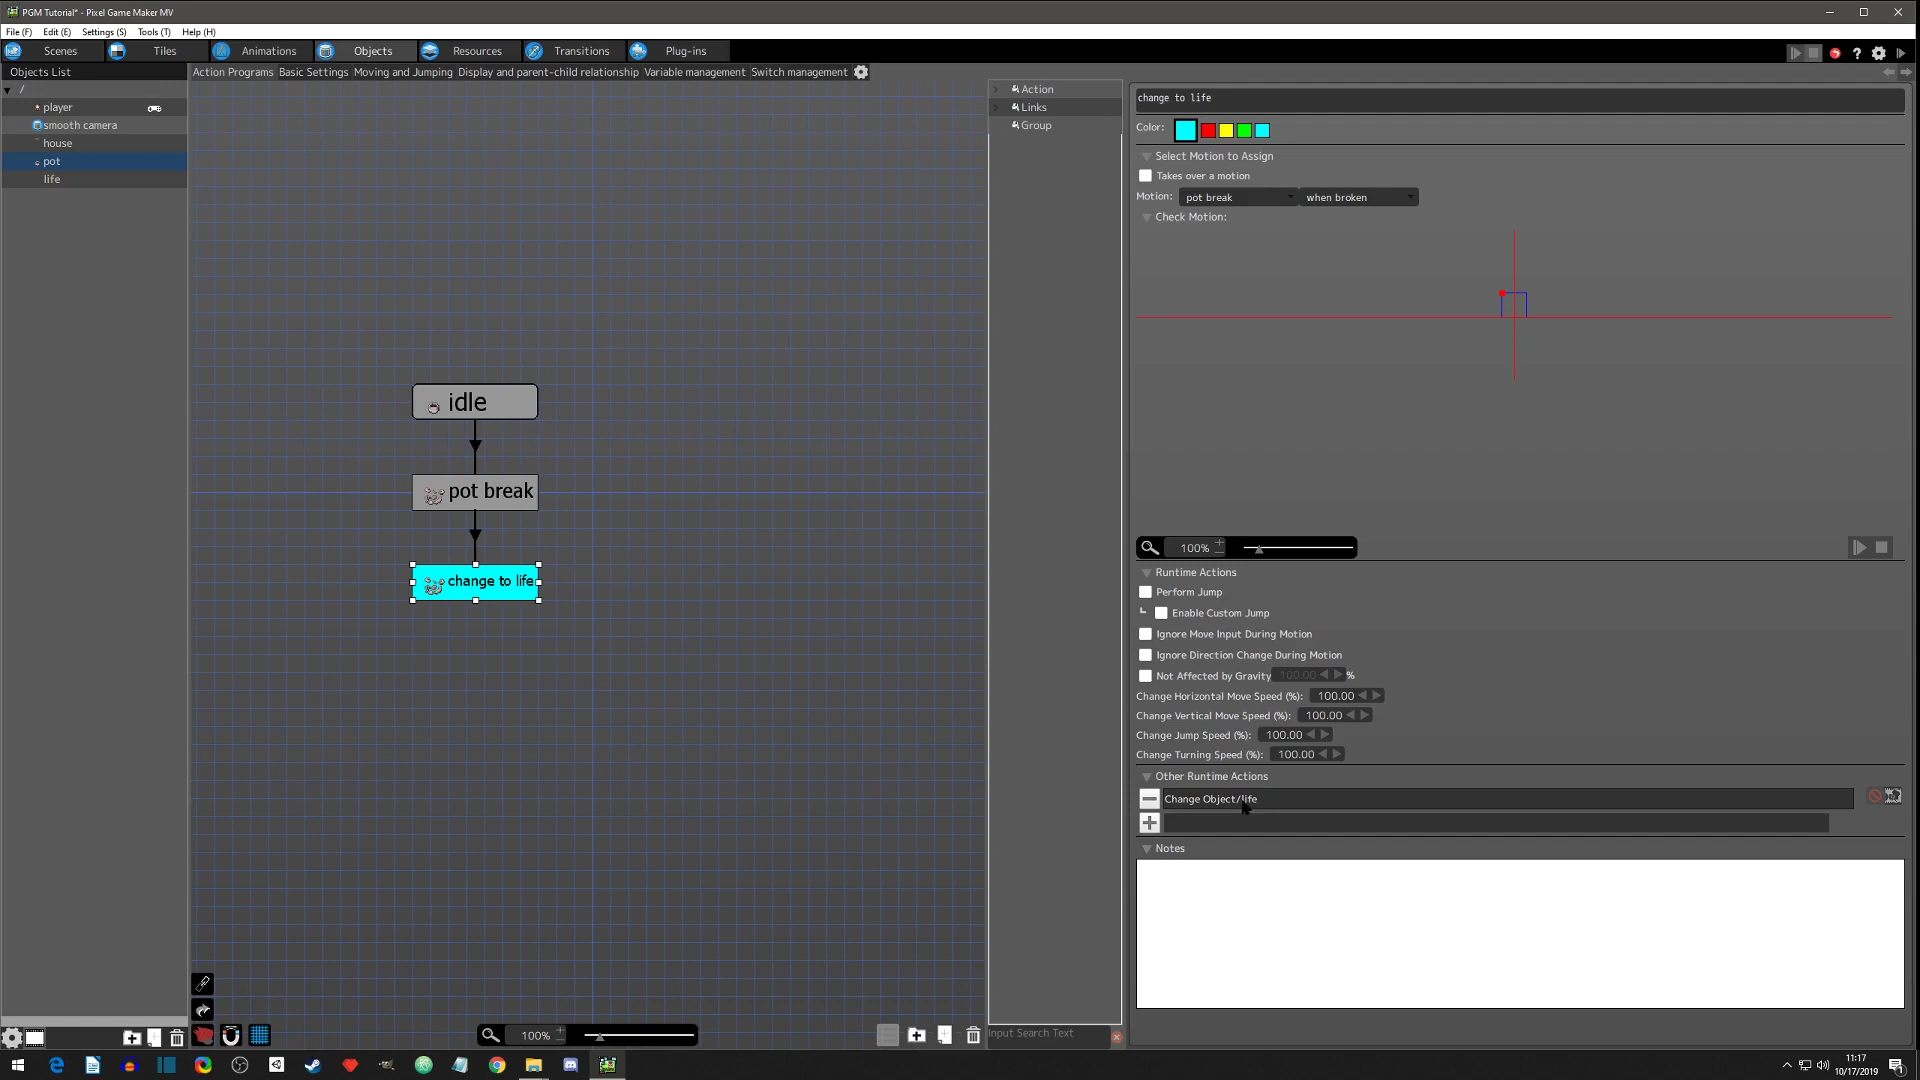 PGM Tutorial* - Pixel Game Maker MV
File (F) Edit (E) Settings (S) Tools (T) Help (H)
Scenes Tiles Animations Objects Resources Transitions Plug-ins
Objects List
Action Programs Basic Settings Moving and Jumping Display and parent-child relationship Variable management Switch management
/
player
smooth camera
house
pot
life
idle
pot break
change to life
100%
Action
Links
Group
Input Search Text
change to life
Color:
Select Motion to Assign
Takes over a motion
Motion: pot break when broken
Check Motion:
100%
Runtime Actions
Perform Jump
Enable Custom Jump
Ignore Move Input During Motion
Ignore Direction Change During Motion
Not Affected by Gravity 100.00 %
Change Horizontal Move Speed (%): 100.00
Change Vertical Move Speed (%): 100.00
Change Jump Speed (%): 100.00
Change Turning Speed (%): 100.00
Other Runtime Actions
Change Object/life
Notes
11:17
10/17/2019